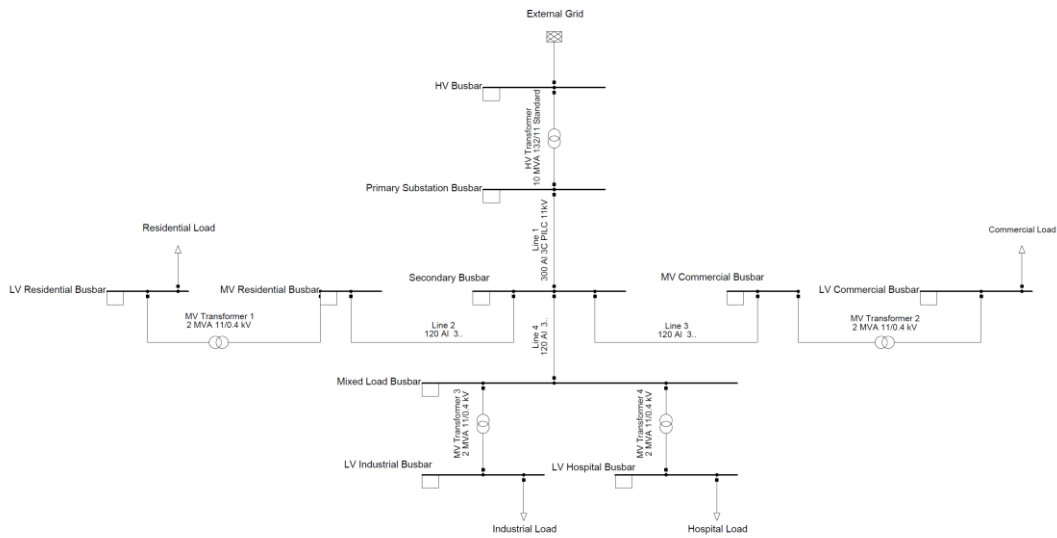 External Grid
HV Busbar
HV Transformer
10 MVA 132/11 Standard
Primary Substation Busbar
Line 1
300 Al 3C PILC 11kV
Residential Load
Commercial Load
LV Residential Busbar
MV Residential Busbar
Secondary Busbar
MV Commercial Busbar
LV Commercial Busbar
MV Transformer 1
2 MVA 11/0.4 kV
Line 2
120 Al 3..
Line 4
120 Al 3..
Line 3
120 Al 3..
MV Transformer 2
2 MVA 11/0.4 kV
Mixed Load Busbar
MV Transformer 3
2 MVA 11/0.4 kV
MV Transformer 4
2 MVA 11/0.4 kV
LV Industrial Busbar
LV Hospital Busbar
Industrial Load
Hospital Load